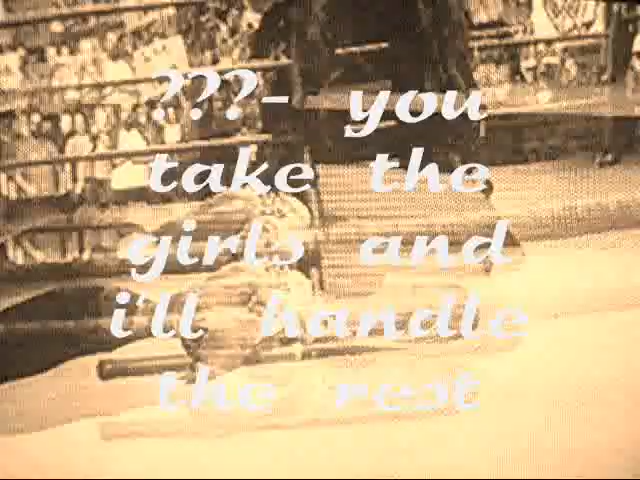 ???- you
take the
girls and
i'll handle
the rest